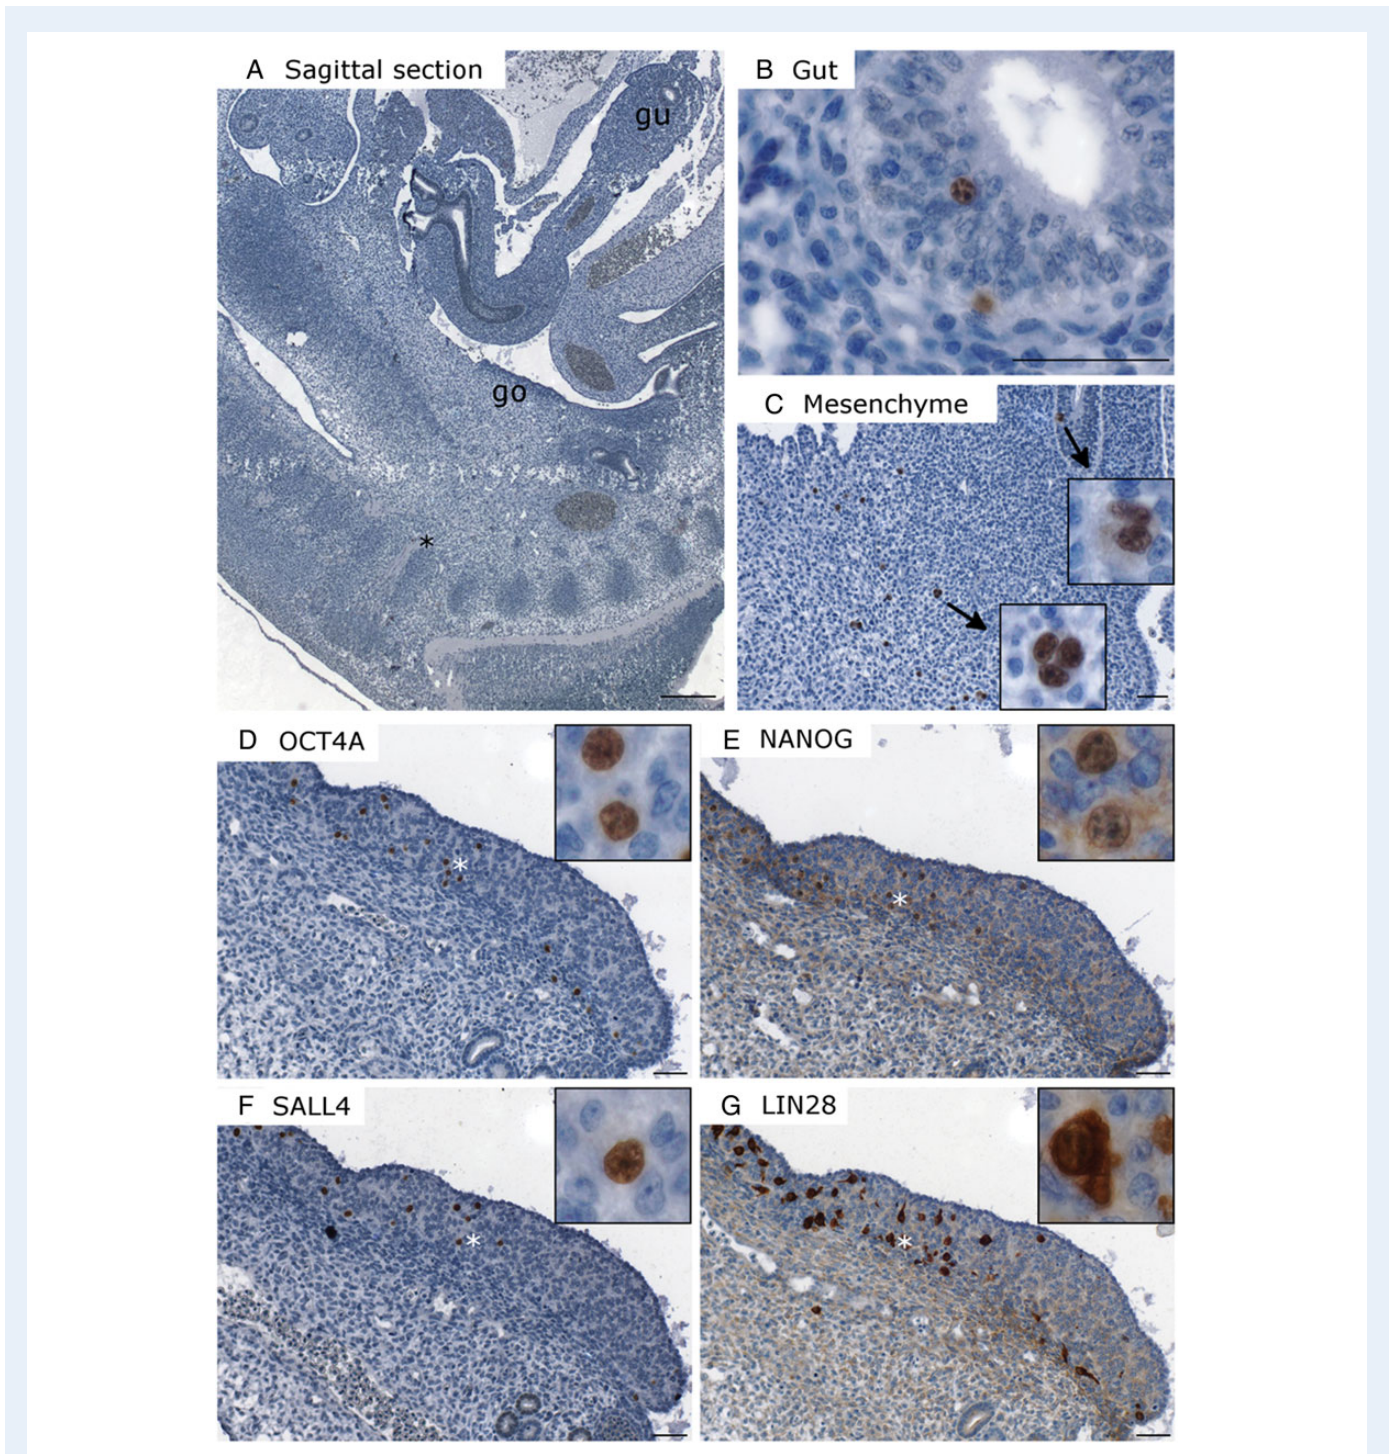 A Sagittal section
gu
go
*
B Gut
C Mesenchyme
D OCT4A
*
E NANOG
*
F SALL4
*
G LIN28
*